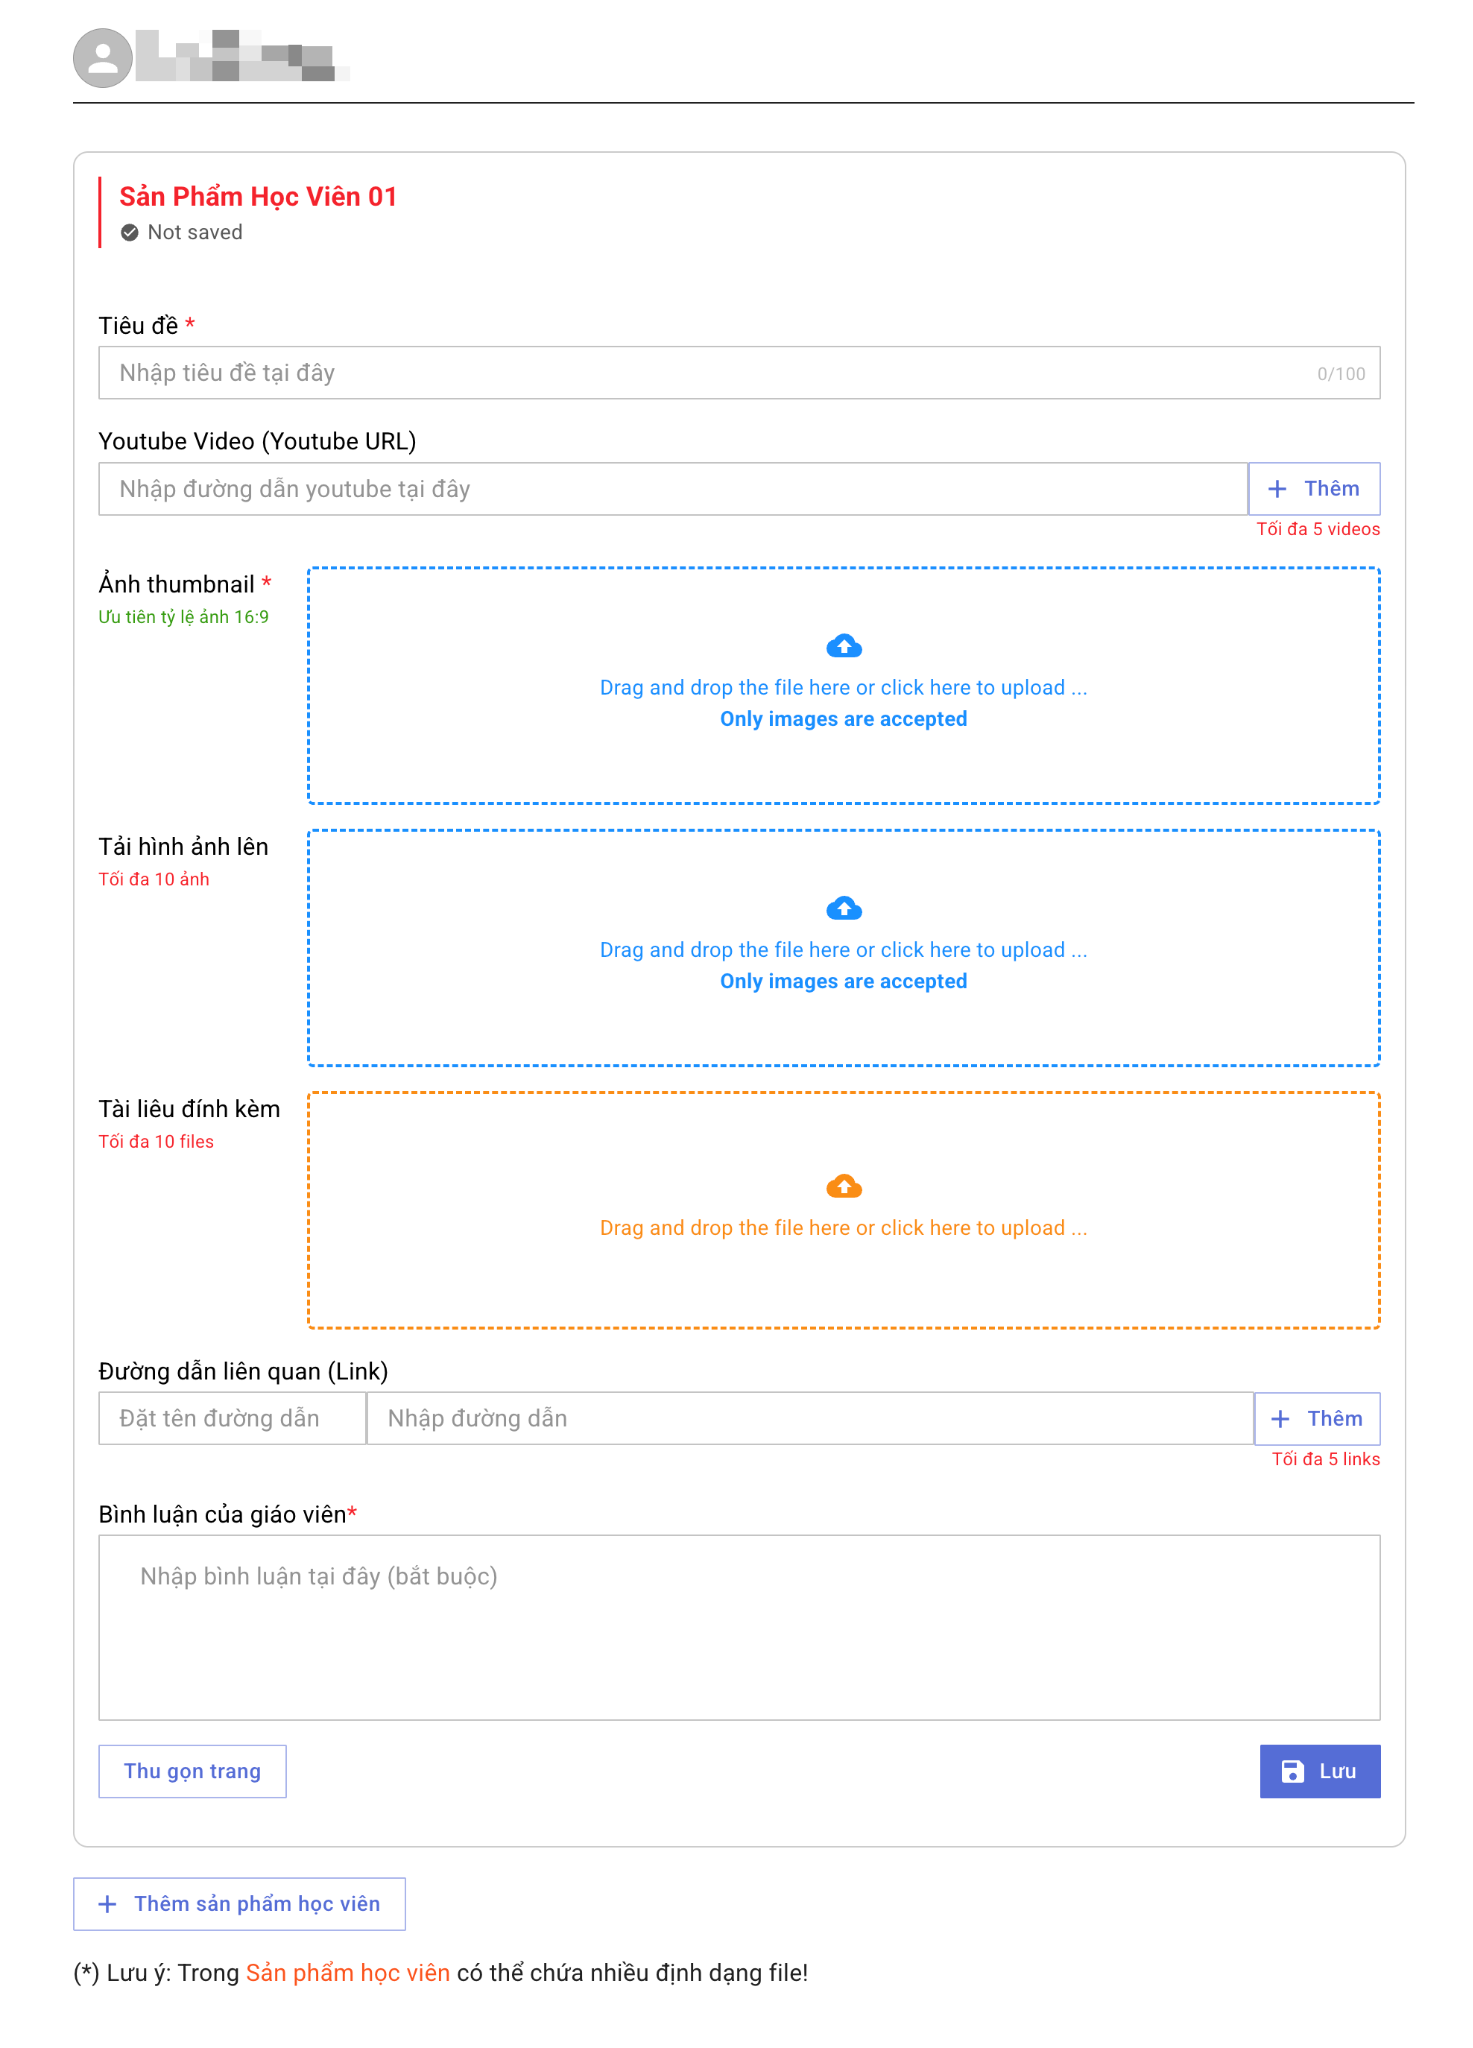 Sản Phẩm Học Viên 01
Not saved
Tiêu đề *
Nhập tiêu đề tại đây
0/100
Youtube Video (Youtube URL)
Nhập đường dẫn youtube tại đây
Thêm
Tối đa 5 videos
Ảnh thumbnail *
Ưu tiên tỷ lệ ảnh 16:9
Drag and drop the file here or click here to upload ...
Only images are accepted
Tải hình ảnh lên
Tối đa 10 ảnh
Drag and drop the file here or click here to upload ...
Only images are accepted
Tài liêu đính kèm
Tối đa 10 files
Drag and drop the file here or click here to upload ...
Đường dẫn liên quan (Link)
Đặt tên đường dẫn
Nhập đường dẫn
Thêm
Tối đa 5 links
Bình luận của giáo viên*
Nhập bình luận tại đây (bắt buộc)
Thu gọn trang
Lưu
Thêm sản phẩm học viên
(*) Lưu ý: Trong Sản phẩm học viên có thể chứa nhiều định dạng file!